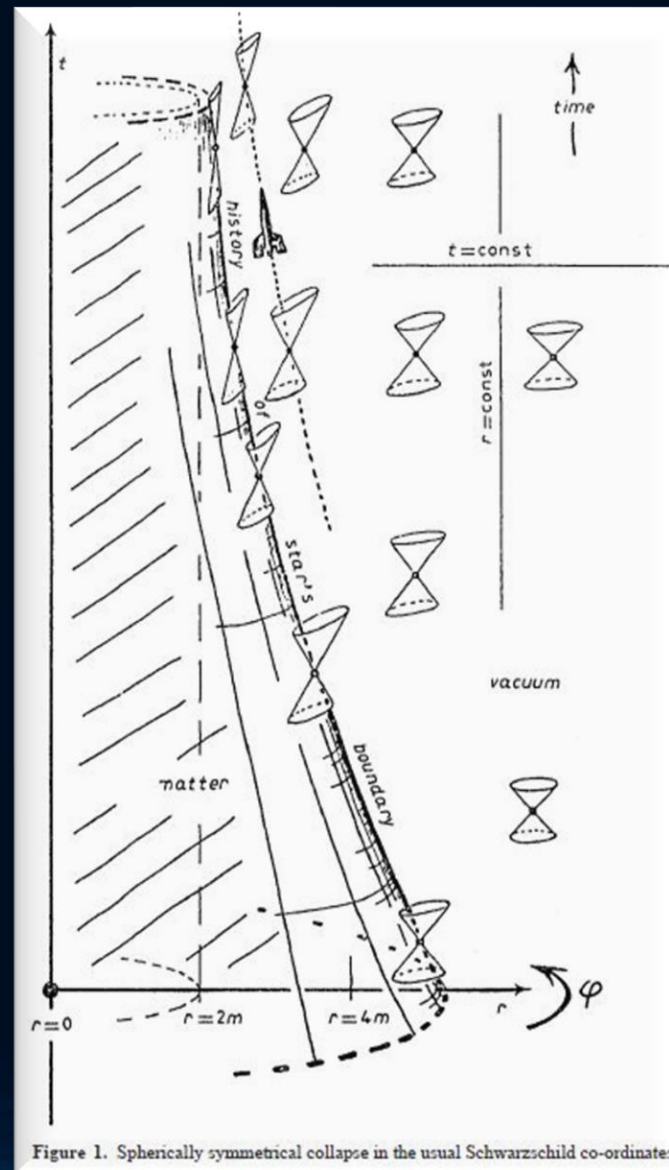 t
time
history
t=const
r=const
of
star's
vacuum
boundary
matter
r=0
r=2m
r=4m
r
φ
Figure 1. Spherically symmetrical collapse in the usual Schwarzschild co-ordinate